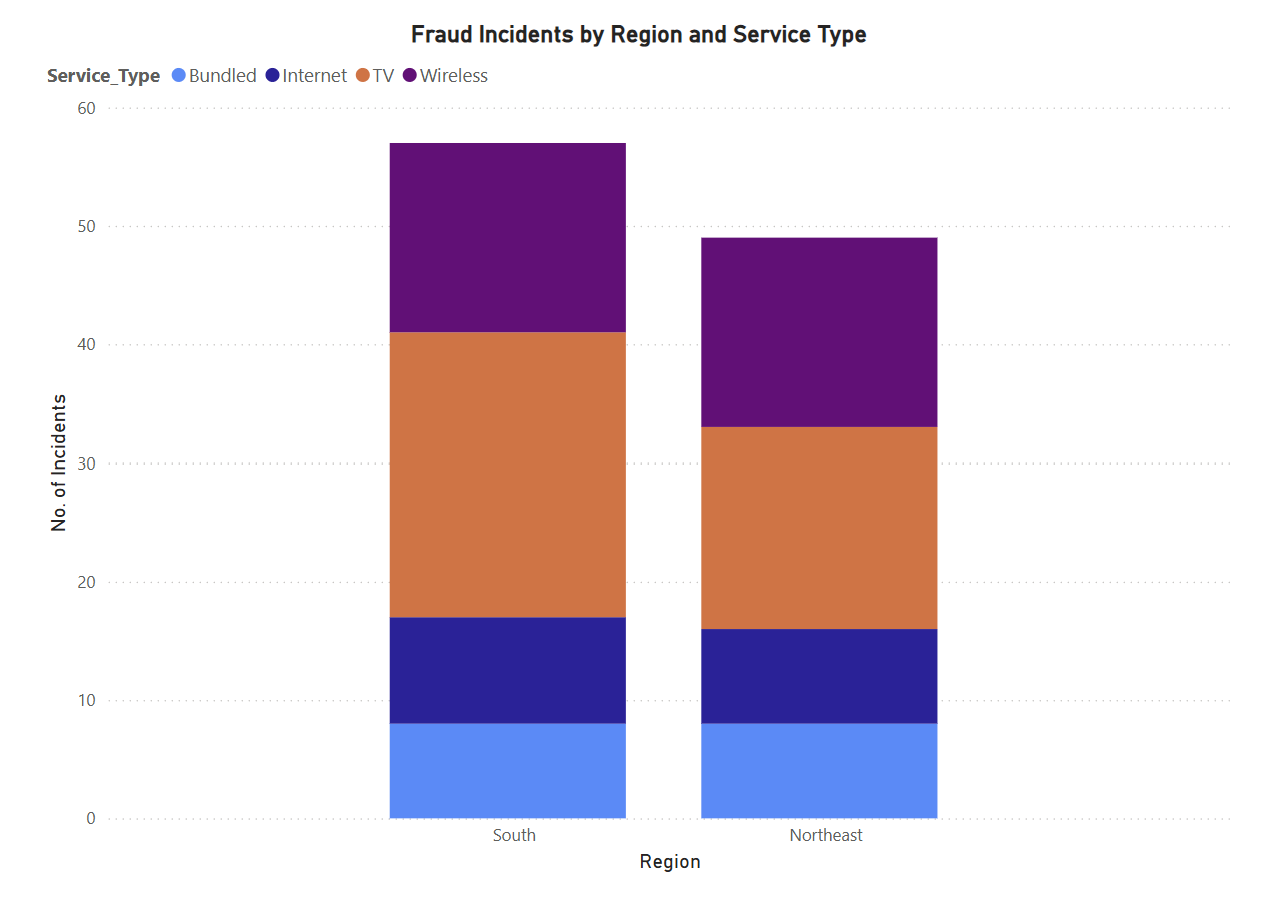 Fraud Incidents by Region and Service Type
Service_Type Bundled Internet TV Wireless
60
50
40
30
20
10
0
No. of Incidents
South Northeast
Region